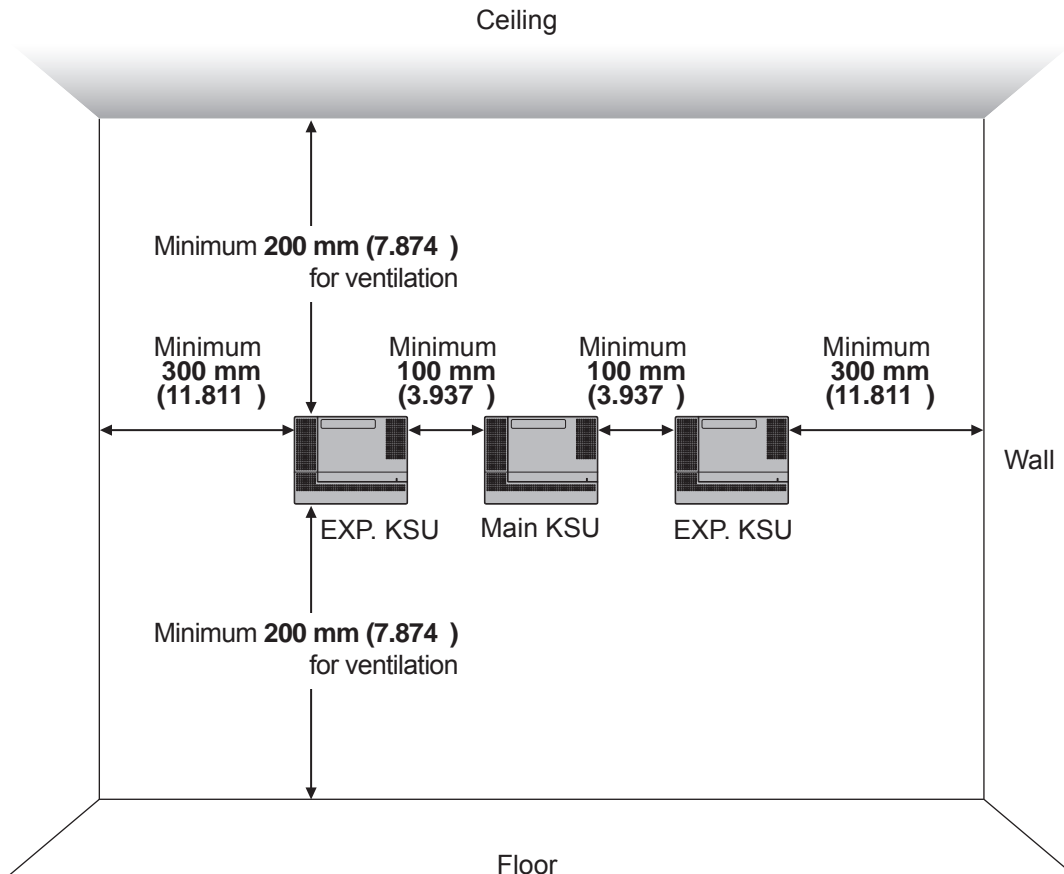 Ceiling
Minimum 200 mm (7.874 )
for ventilation
Minimum
300 mm
(11.811 )
Minimum
100 mm
(3.937 )
Minimum
100 mm
(3.937 )
Minimum
300 mm
(11.811 )
Wall
EXP. KSU
Main KSU
EXP. KSU
Minimum 200 mm (7.874 )
for ventilation
Floor